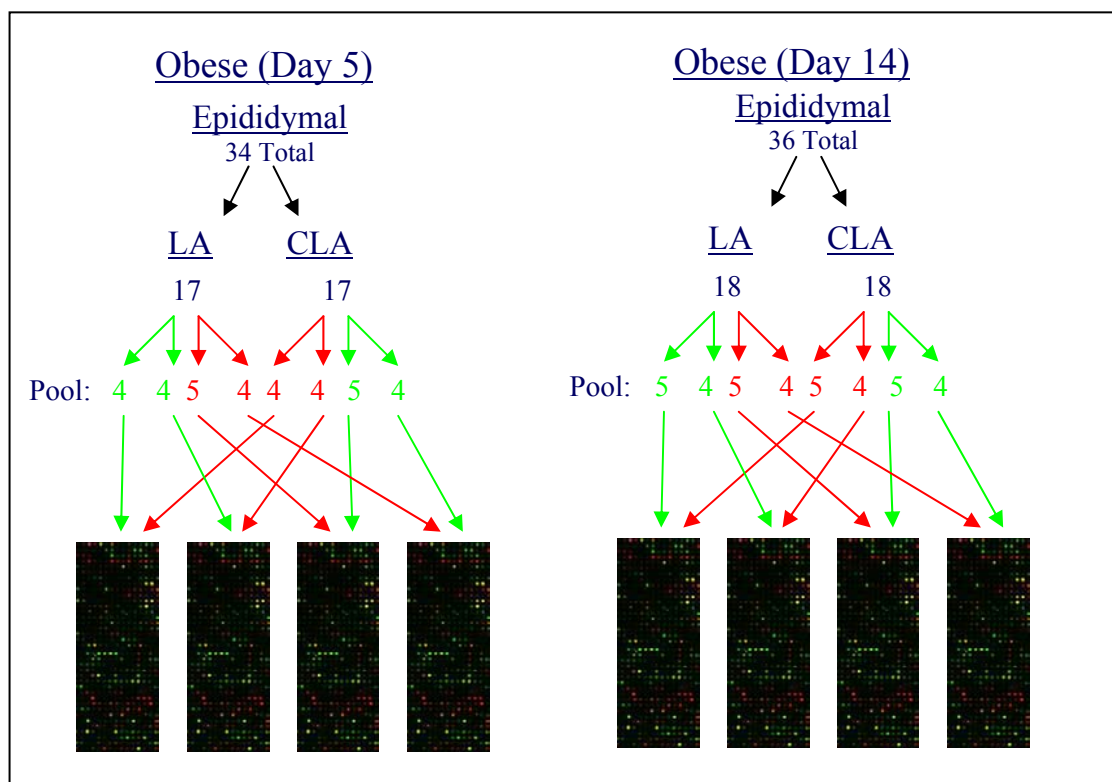 Obese (Day 5)
Epididymal
34 Total
LA CLA
17 17
Pool: 4 4 5 4 4 4 5 4
Obese (Day 14)
Epididymal
36 Total
LA CLA
18 18
Pool: 5 4 5 4 5 4 5 4